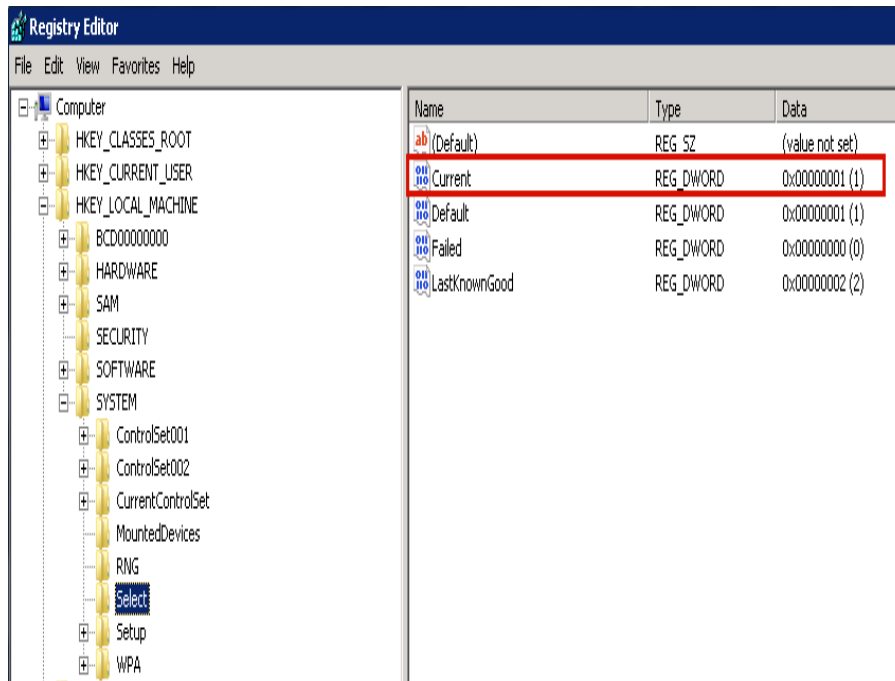 Registry Editor
File Edit View Favorites Help
Computer
HKEY_CLASSES_ROOT
HKEY_CURRENT_USER
HKEY_LOCAL_MACHINE
BCD00000000
HARDWARE
SAM
SECURITY
SOFTWARE
SYSTEM
ControlSet001
ControlSet002
CurrentControlSet
MountedDevices
RNG
Select
Setup
WPA
Name Type Data
(Default) REG_SZ (value not set)
Current REG_DWORD 0x00000001 (1)
Default REG_DWORD 0x00000001 (1)
Failed REG_DWORD 0x00000000 (0)
LastKnownGood REG_DWORD 0x00000002 (2)